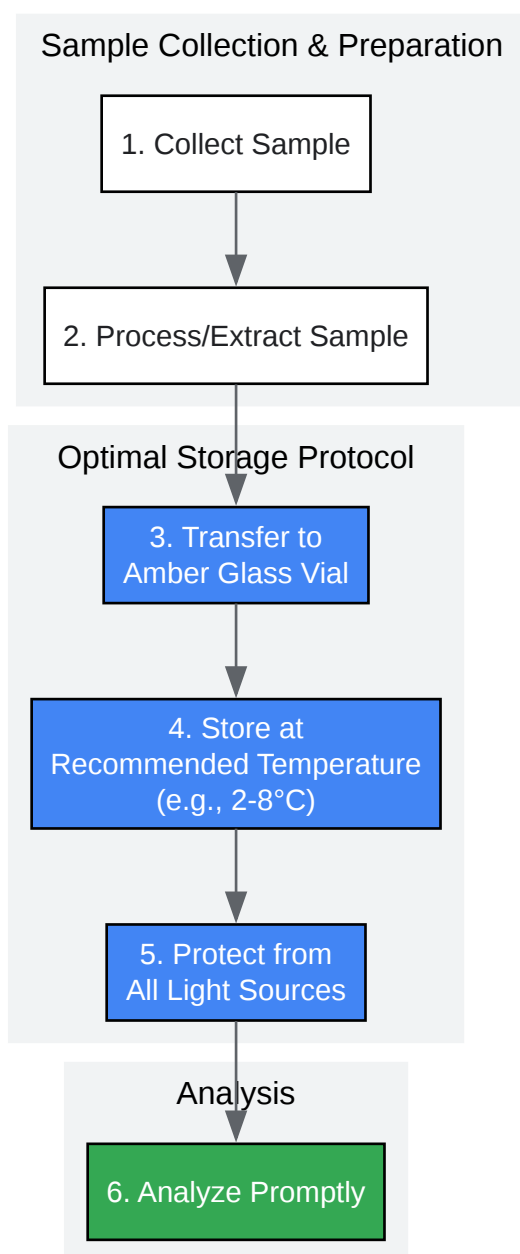 Sample Collection & Preparation
1. Collect Sample
2. Process/Extract Sample
Optimal Storage Protocol
3. Transfer to
Amber Glass Vial
4. Store at
Recommended Temperature
(e.g., 2-8°C)
5. Protect from
All Light Sources
Analysis
6. Analyze Promptly